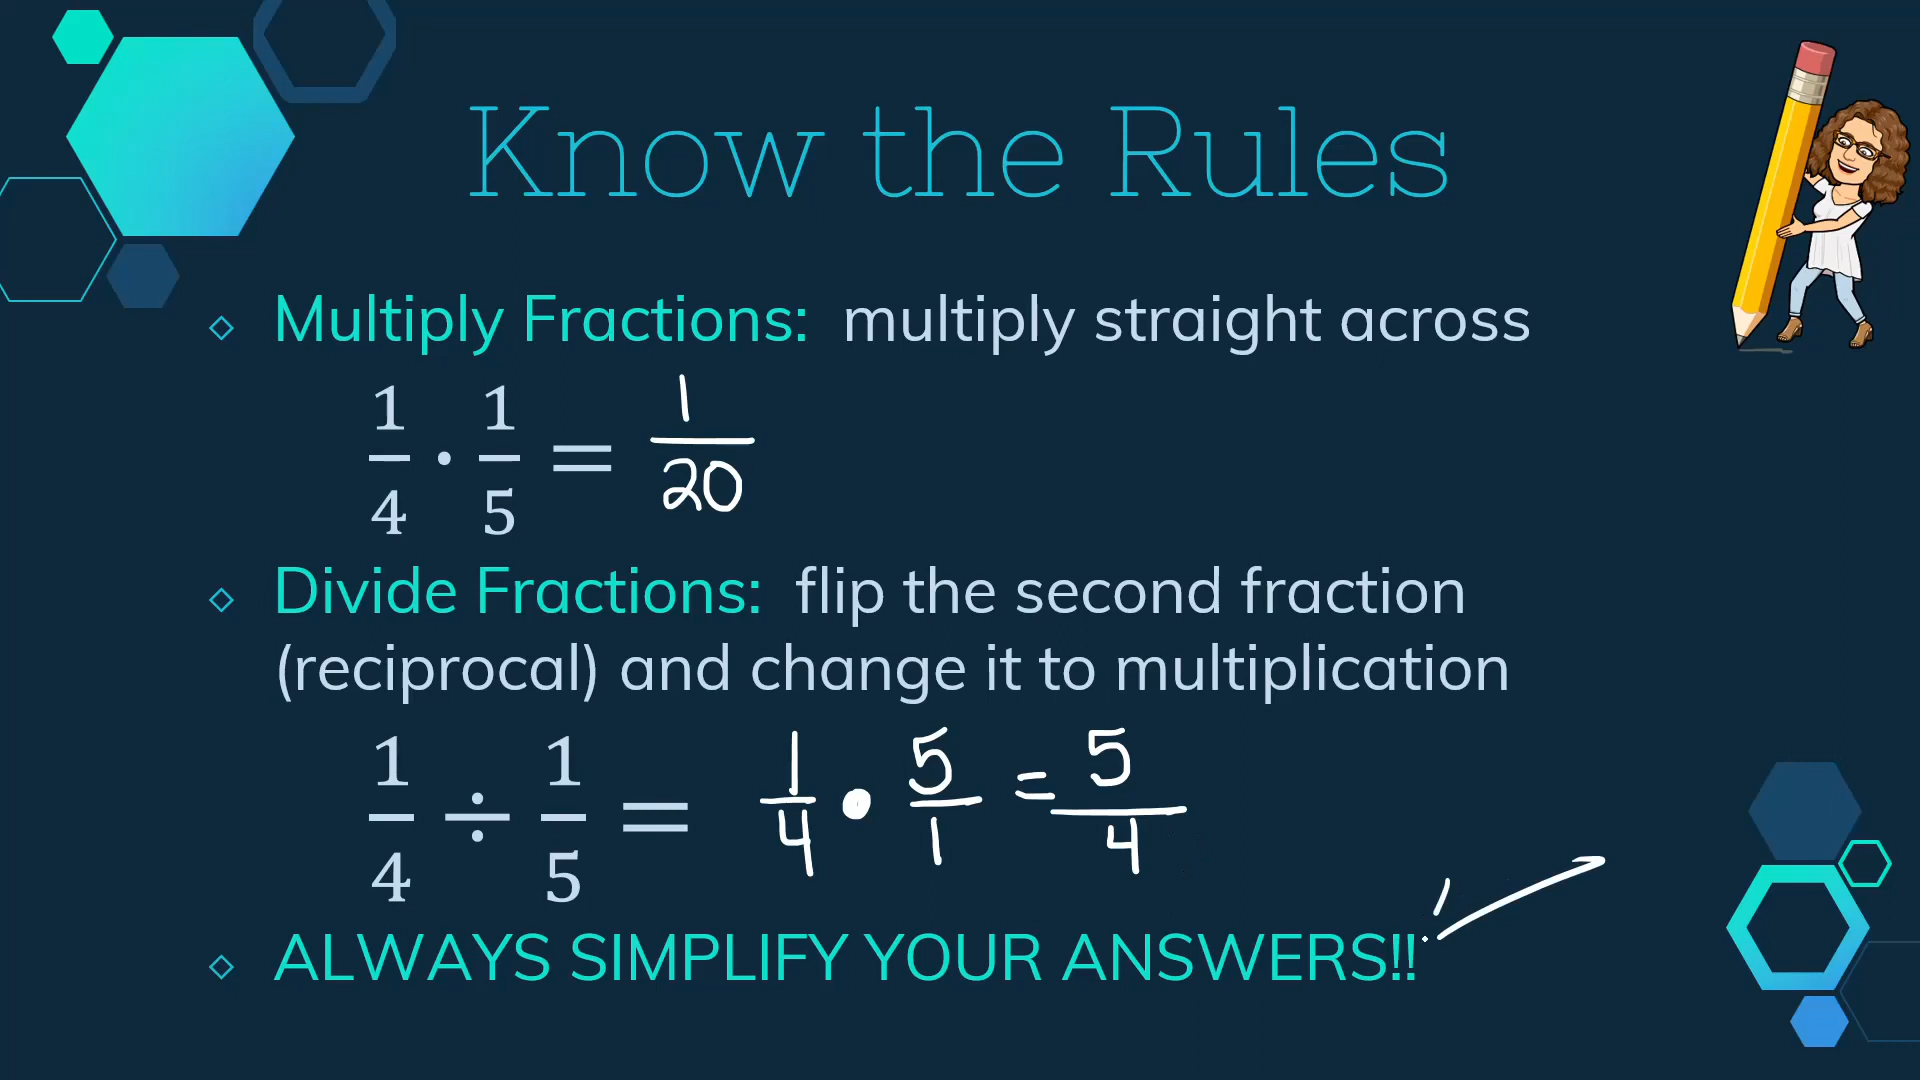 Know the Rules
Multiply Fractions: multiply straight across
1/4 · 1/5 = 1/20
Divide Fractions: flip the second fraction
(reciprocal) and change it to multiplication
1/4 ÷ 1/5 = 1/4 • 5/1 = 5/4
ALWAYS SIMPLIFY YOUR ANSWERS!!